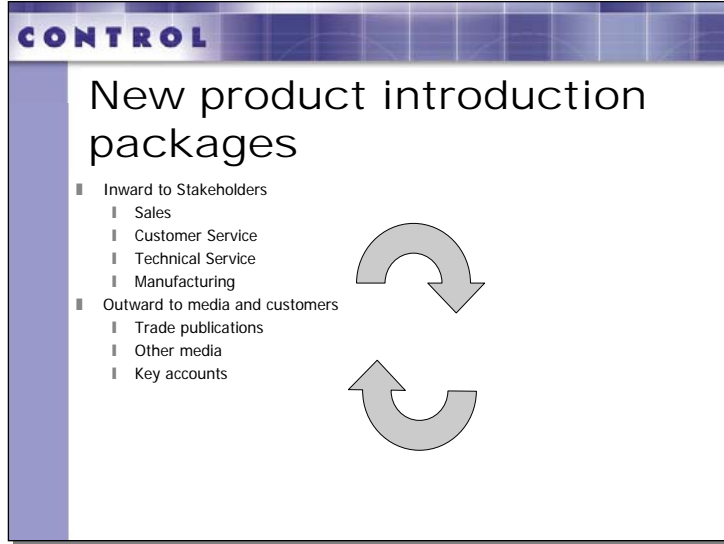 CONTROL
New product introduction
packages
Inward to Stakeholders
Sales
Customer Service
Technical Service
Manufacturing
Outward to media and customers
Trade publications
Other media
Key accounts